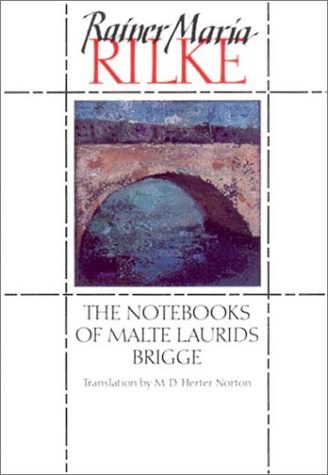 Rainer Maria
RILKE
THE NOTEBOOKS
OF MALTE LAURIDS
BRIGGE
Translation by M. D. Herter Norton